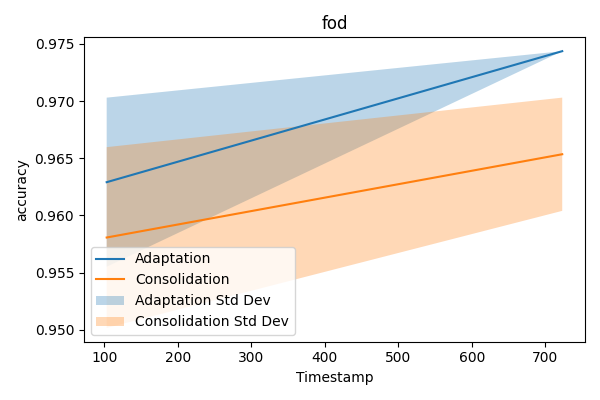 fod
0.975
0.970
0.965
0.960
0.955
0.950
accuracy
Adaptation
Consolidation
Adaptation Std Dev
Consolidation Std Dev
100 200 300 400 500 600 700
Timestamp